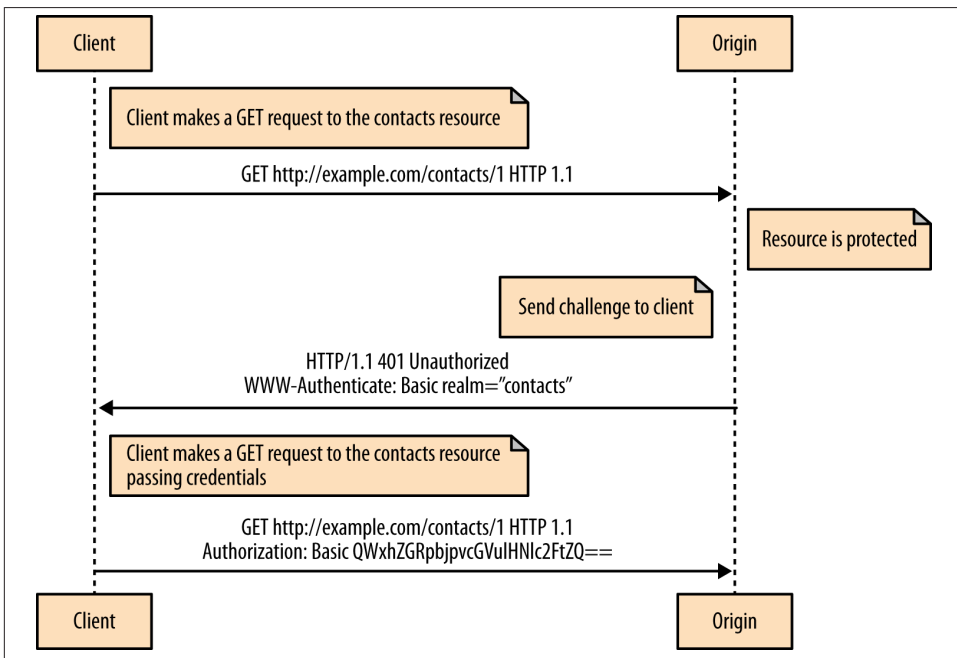 Client
Origin
Client makes a GET request to the contacts resource
GET http://example.com/contacts/1 HTTP 1.1
Resource is protected
Send challenge to client
HTTP/1.1 401 Unauthorized
WWW-Authenticate: Basic realm=”contacts”
Client makes a GET request to the contacts resource
passing credentials
GET http://example.com/contacts/1 HTTP 1.1
Authorization: Basic QWxhZGRpbjpvcGVulHNlc2FtZQ==
Client
Origin